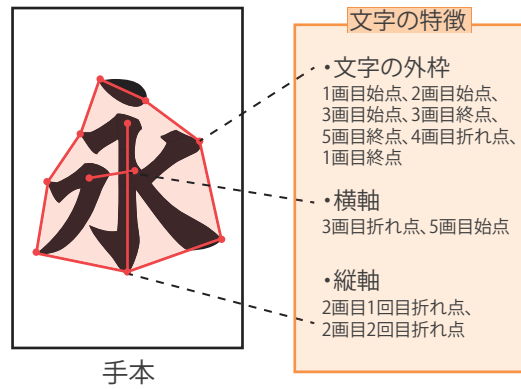 永
手本
文字の特徴
・文字の外枠
1画目始点、2画目始点、
3画目始点、3画目終点、
5画目終点、4画目折れ点、
1画目終点
・横軸
3画目折れ点、5画目始点
・縦軸
2画目1回目折れ点、
2画目2回目折れ点